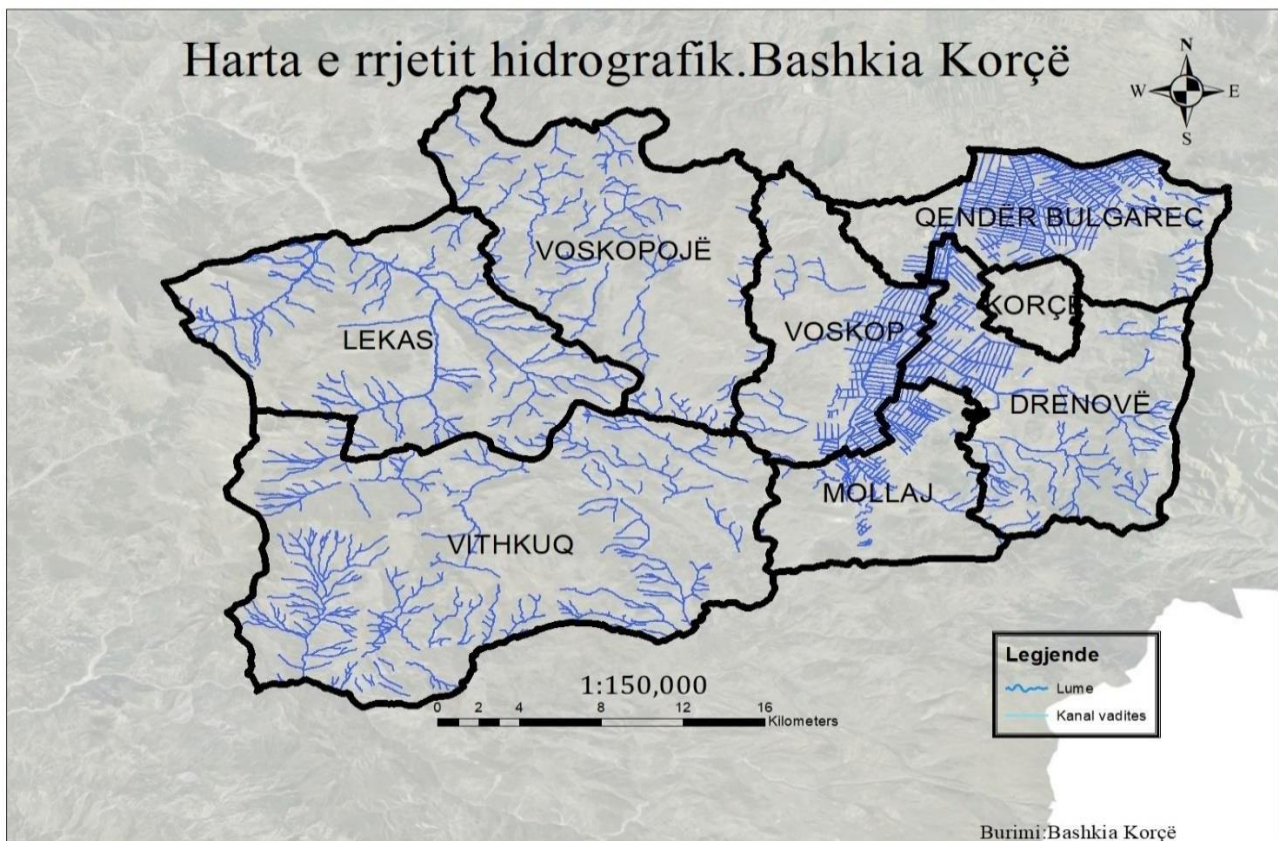 Harta e rrjetit hidrografik.Bashkia Korçë
N
W E
S
QENDËR BULGAREC
VOSKOPOJË
KORÇË
VOSKOP
LEKAS
DRENOVË
MOLLAJ
VITHKUQ
Legjende
Lume
Kanal vadites
1:150,000
0 2 4 8 12 16
Kilometers
Burimi:Bashkia Korçë